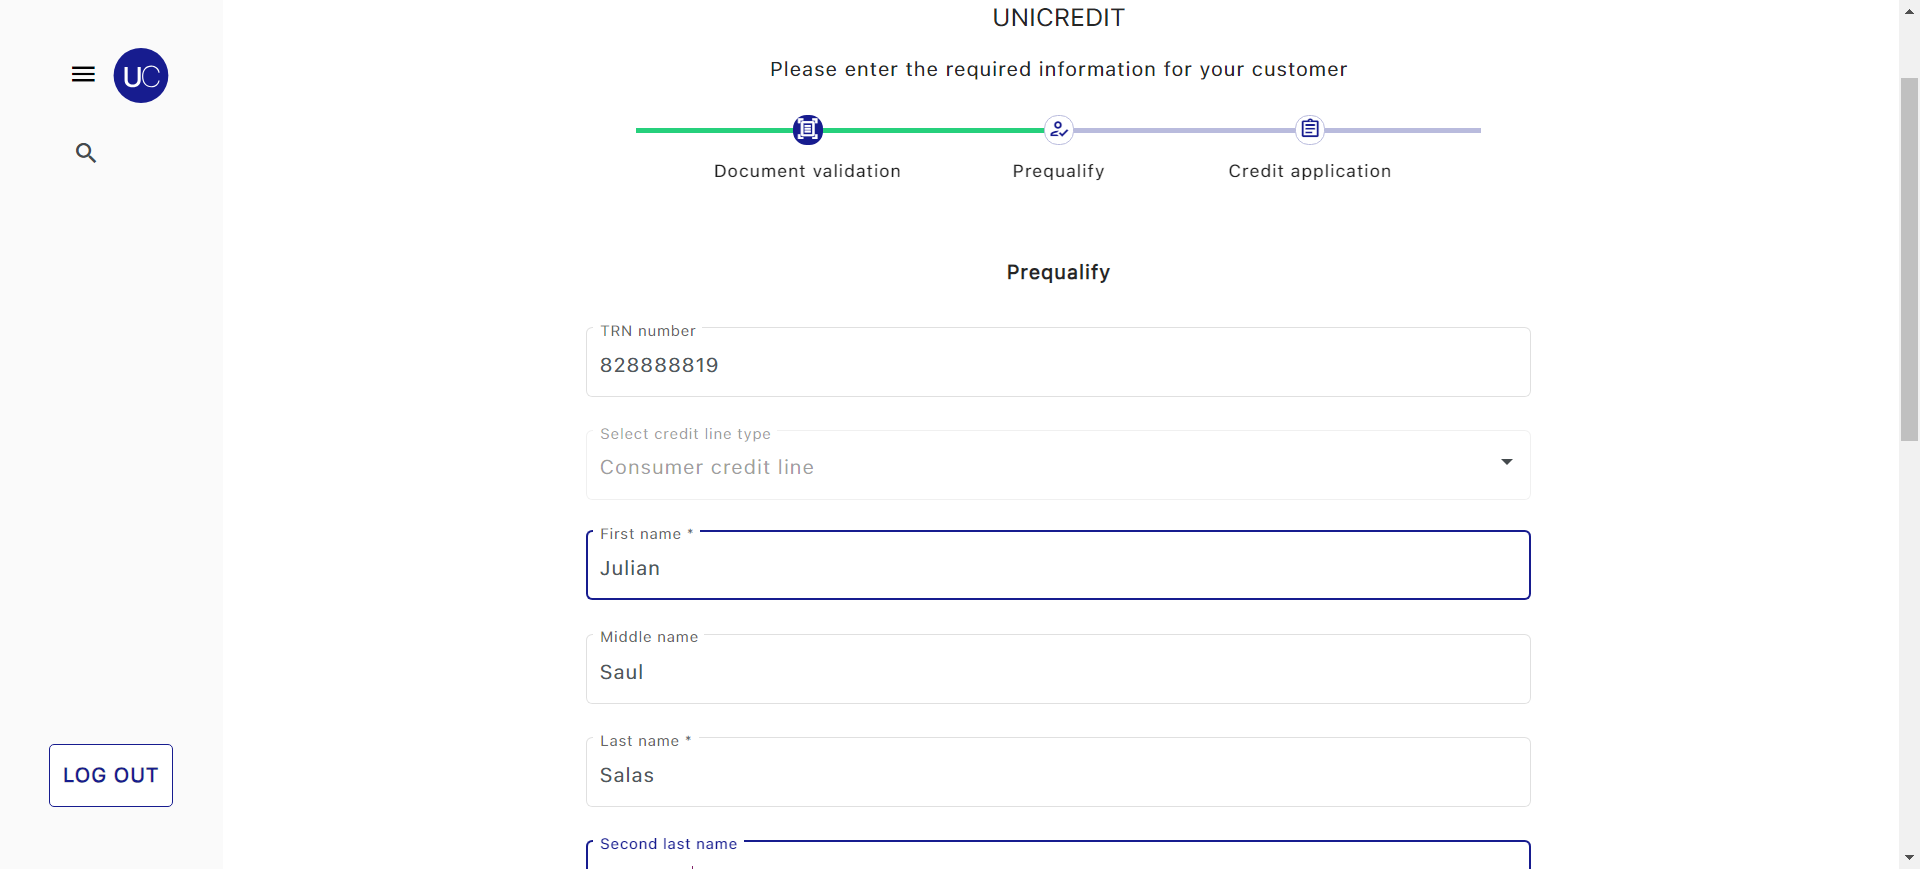 UNICREDIT
UC
Please enter the required information for your customer
Document validation
Prequalify
Credit application
Prequalify
TRN number
828888819
Select credit line type
Consumer credit line
First name *
Julian
Middle name
Saul
Last name *
Salas
LOG OUT
Second last name